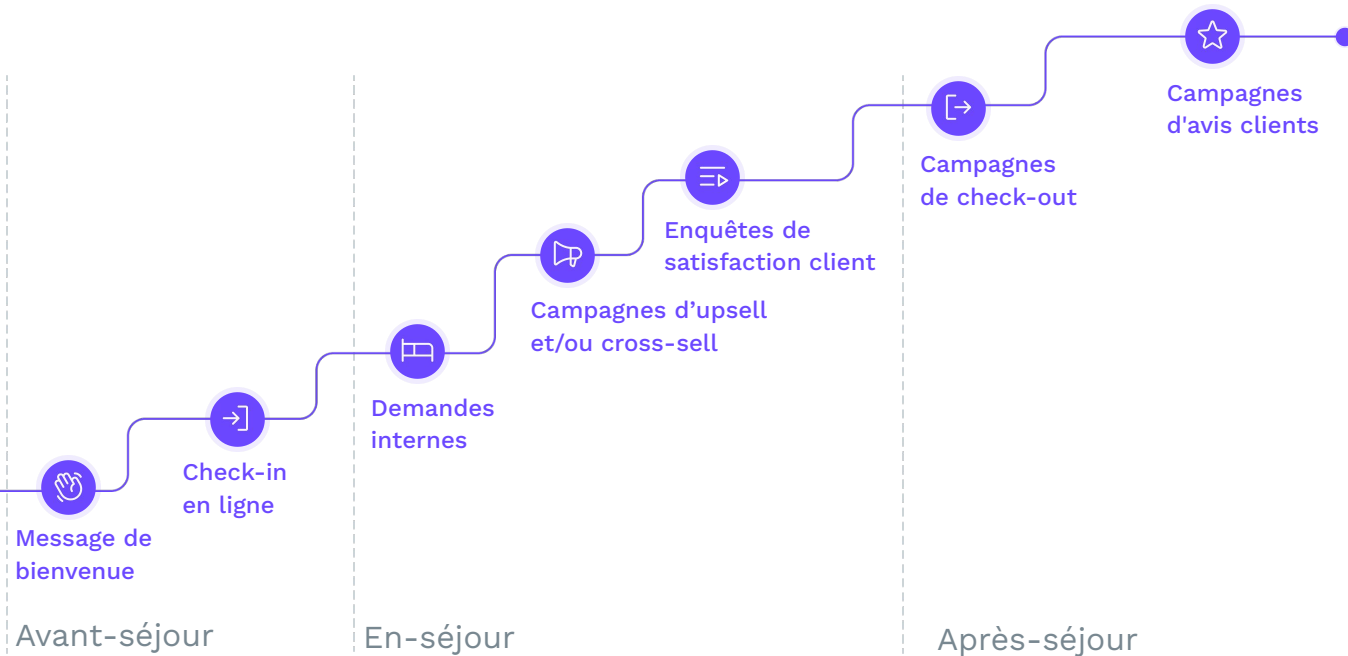 Message de
bienvenue
Check-in
en ligne
Demandes
internes
Campagnes d’upsell
et/ou cross-sell
Enquêtes de
satisfaction client
Campagnes
de check-out
Campagnes
d'avis clients
Avant-séjour
En-séjour
Après-séjour